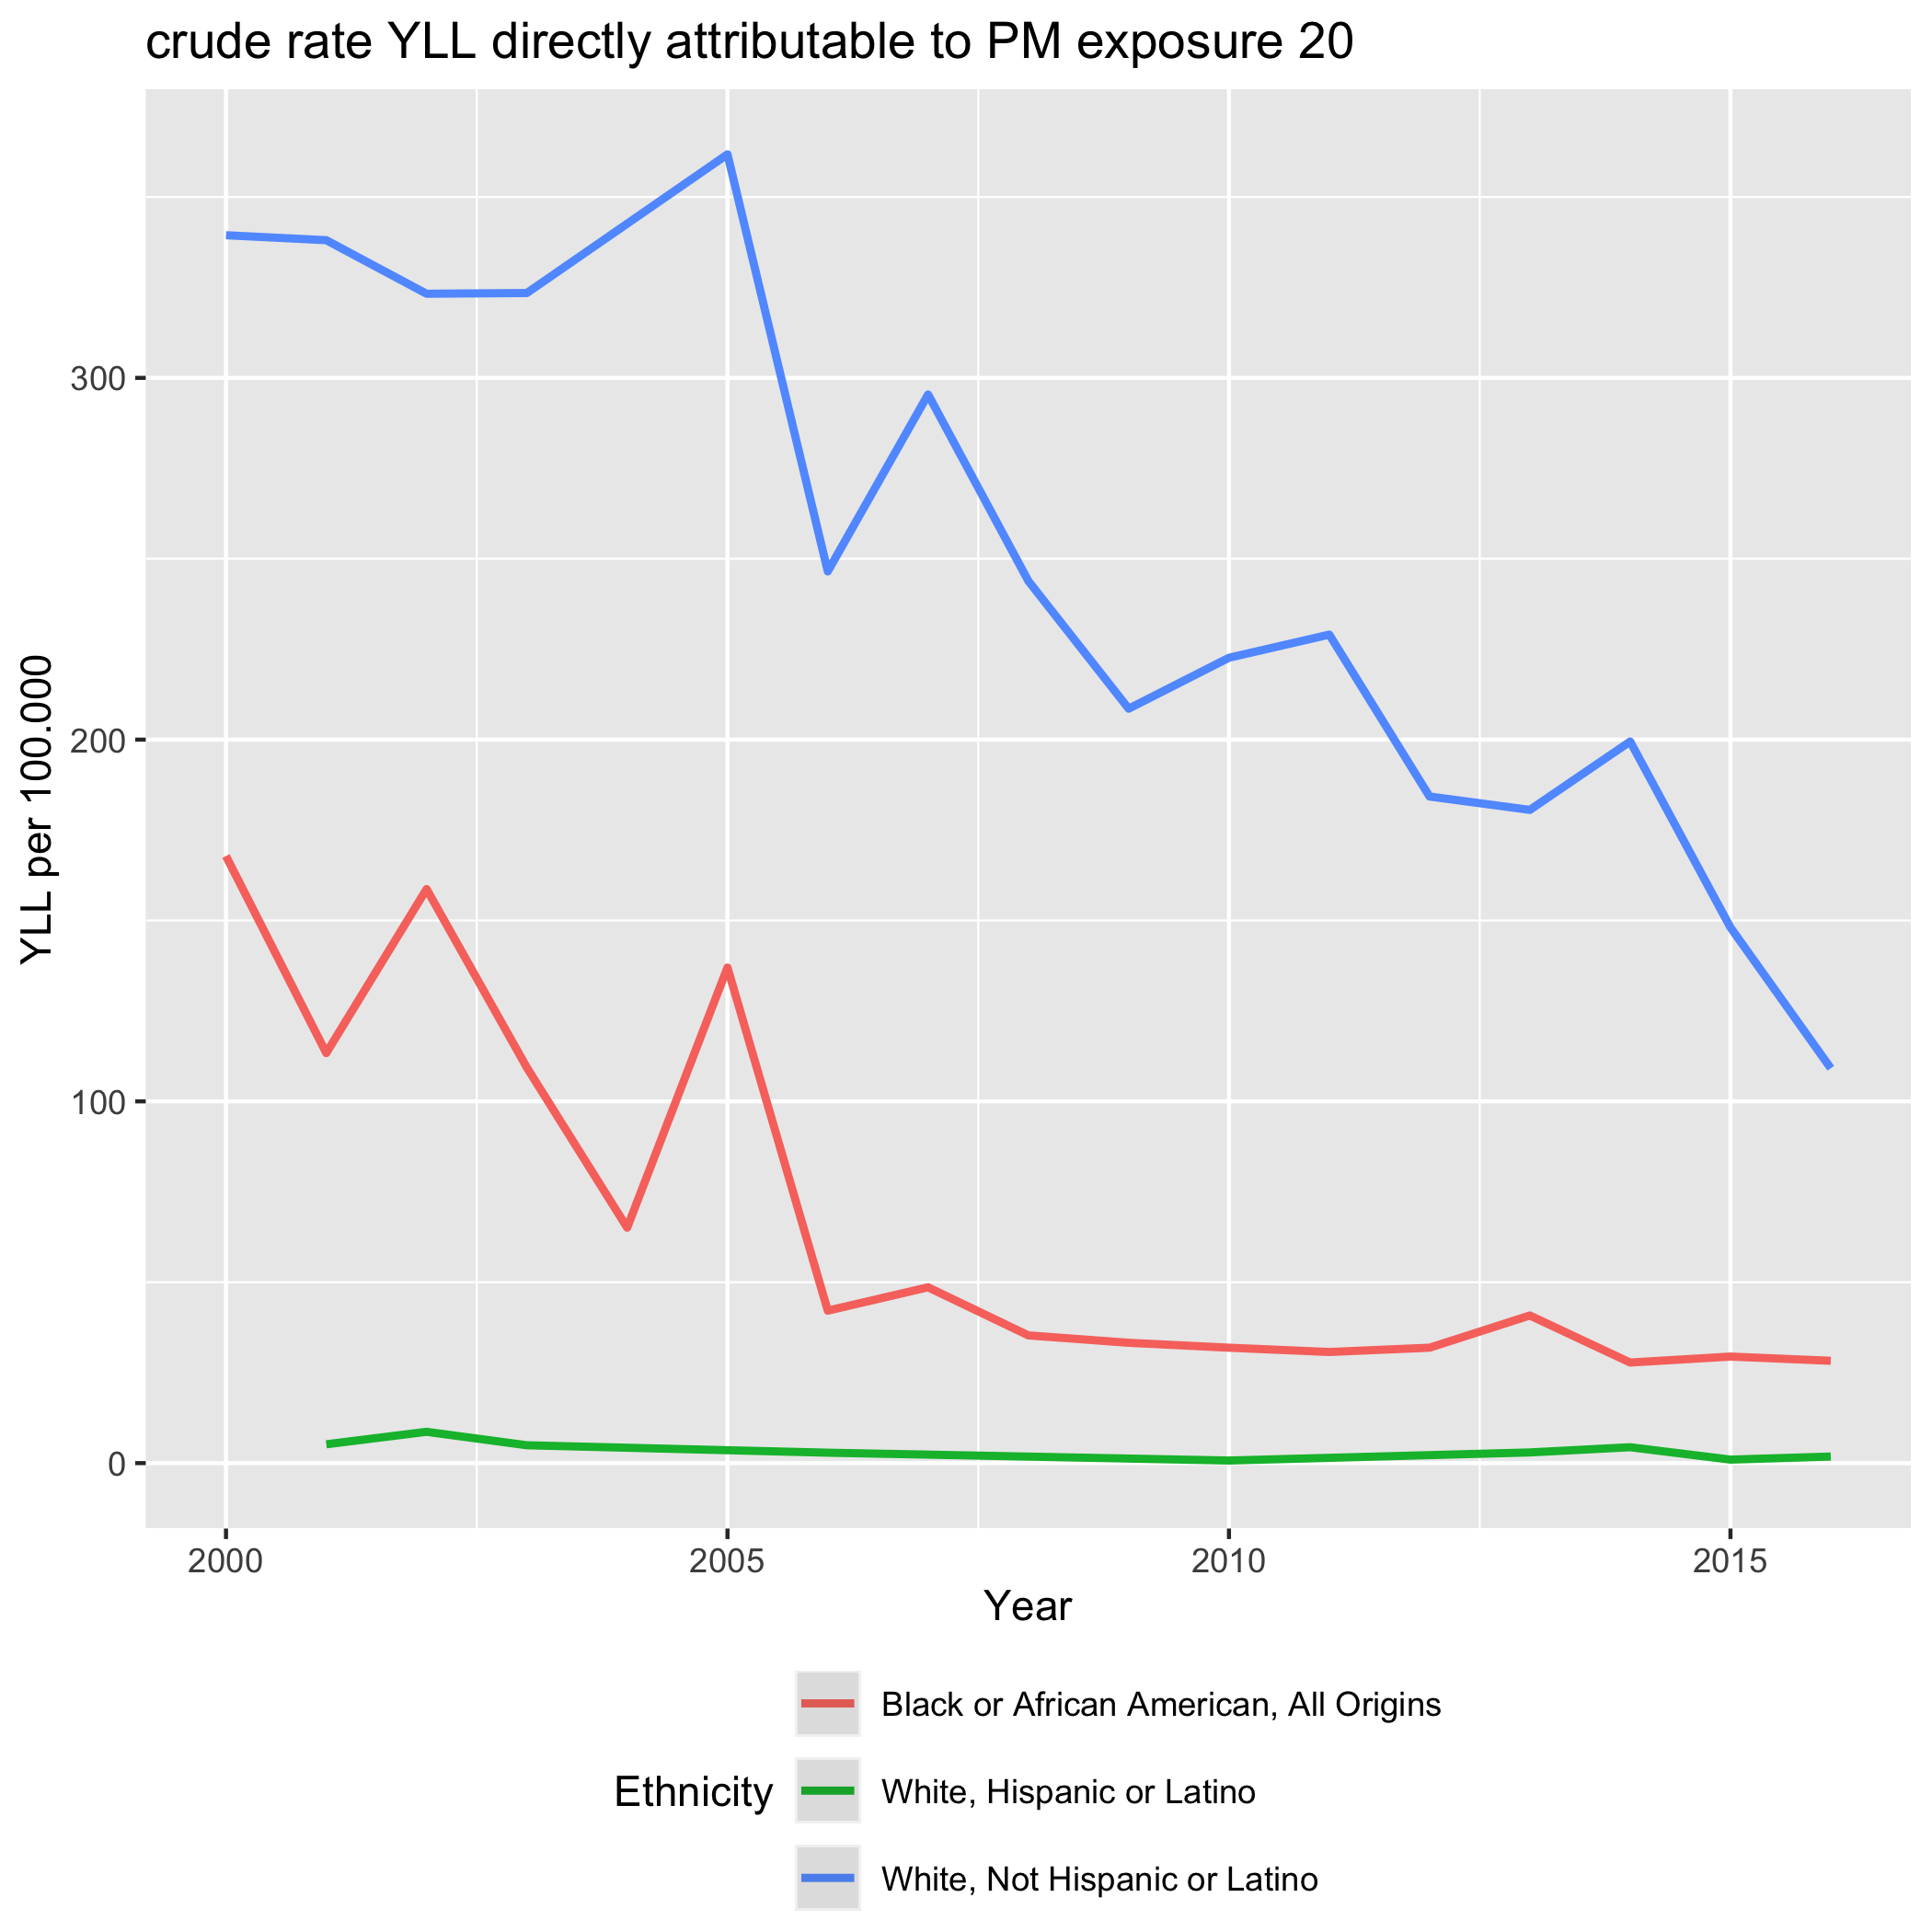 crude rate YLL directly attributable to PM exposure 20
YLL per 100.000
300
200
100
0
2000
2005
2010
2015
Year
Ethnicity
Black or African American, All Origins
White, Hispanic or Latino
White, Not Hispanic or Latino